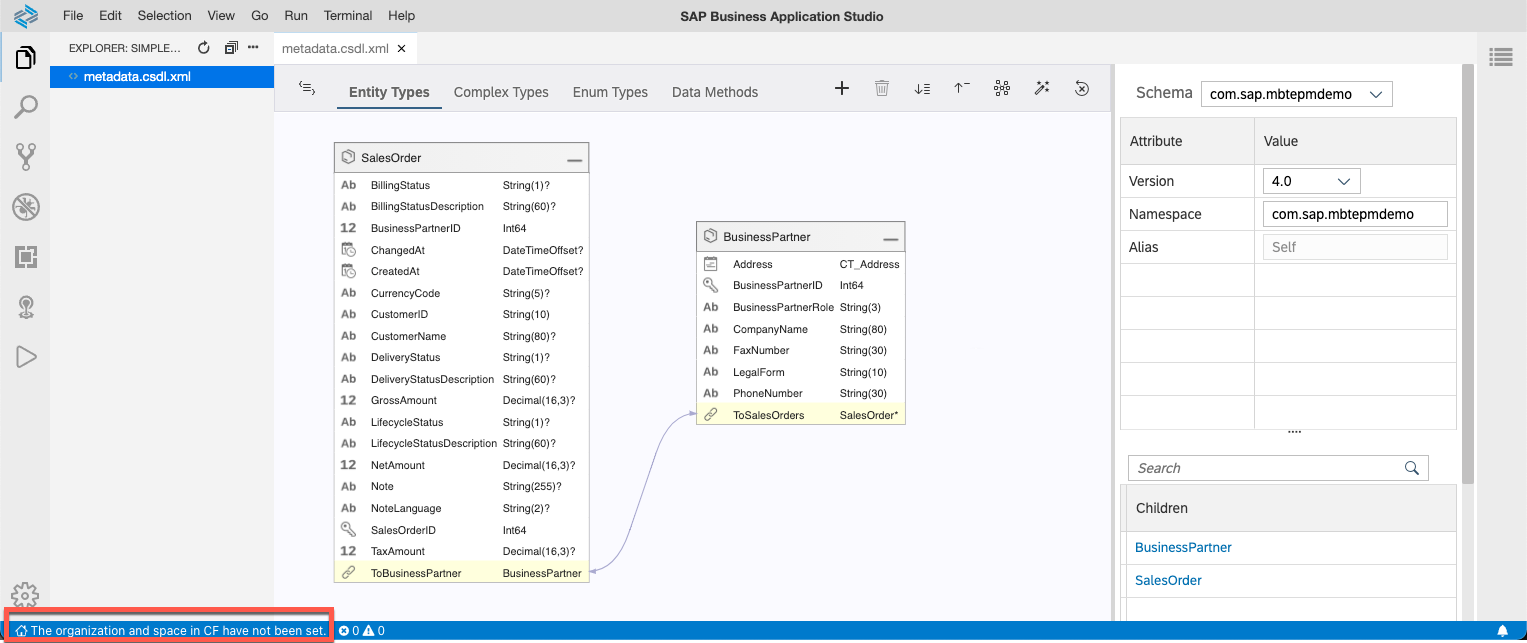 File Edit Selection View Go Run Terminal Help
SAP Business Application Studio
EXPLORER: SIMPLE...
metadata.csdl.xml
metadata.csdl.xml
Entity Types Complex Types Enum Types Data Methods
SalesOrder
Ab BillingStatus String(1)?
Ab BillingStatusDescription String(60)?
12 BusinessPartnerID Int64
ChangedAt DateTimeOffset?
CreatedAt DateTimeOffset?
Ab CurrencyCode String(5)?
Ab CustomerID String(10)
Ab CustomerName String(80)?
Ab DeliveryStatus String(1)?
Ab DeliveryStatusDescription String(60)?
12 GrossAmount Decimal(16,3)?
Ab LifecycleStatus String(1)?
Ab LifecycleStatusDescription String(60)?
12 NetAmount Decimal(16,3)?
Ab Note String(255)?
Ab NoteLanguage String(2)?
SalesOrderID Int64
12 TaxAmount Decimal(16,3)?
ToBusinessPartner BusinessPartner
BusinessPartner
Address CT_Address
BusinessPartnerID Int64
Ab BusinessPartnerRole String(3)
Ab CompanyName String(80)
Ab FaxNumber String(30)
Ab LegalForm String(10)
Ab PhoneNumber String(30)
ToSalesOrders SalesOrder*
Schema com.sap.mbtepmdemo
Attribute Value
Version 4.0
Namespace com.sap.mbtepmdemo
Alias Self
Search
Children
BusinessPartner
SalesOrder
The organization and space in CF have not been set. 0 0